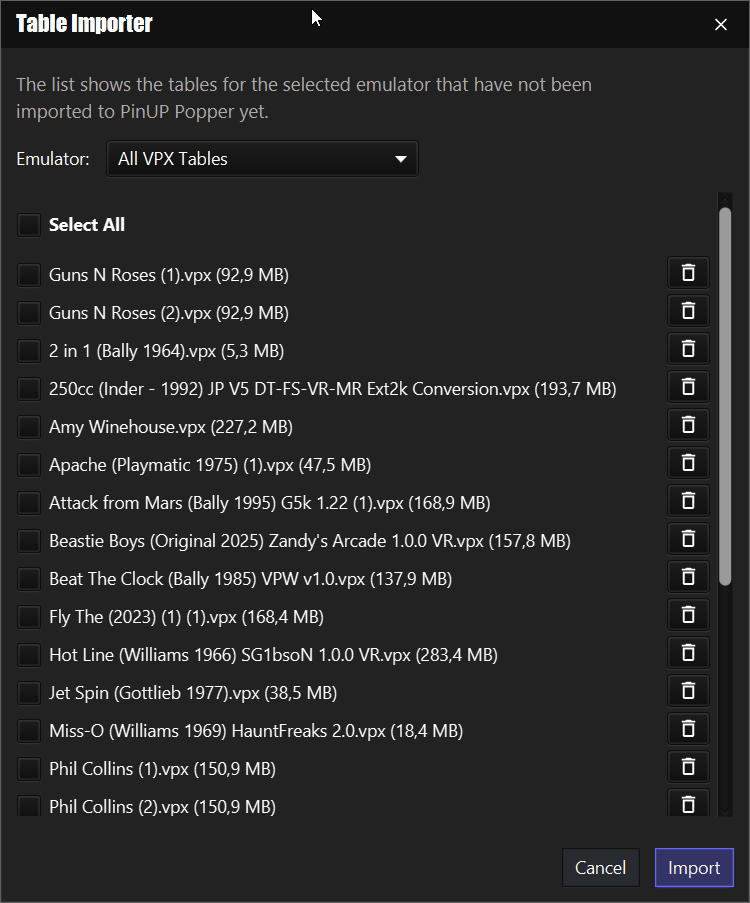 Table Importer
The list shows the tables for the selected emulator that have not been
imported to PinUP Popper yet.
Emulator: All VPX Tables
Select All
Guns N Roses (1).vpx (92,9 MB)
Guns N Roses (2).vpx (92,9 MB)
2 in 1 (Bally 1964).vpx (5,3 MB)
250cc (Inder - 1992) JP V5 DT-FS-VR-MR Ext2k Conversion.vpx (193,7 MB)
Amy Winehouse.vpx (227,2 MB)
Apache (Playmatic 1975) (1).vpx (47,5 MB)
Attack from Mars (Bally 1995) G5k 1.22 (1).vpx (168,9 MB)
Beastie Boys (Original 2025) Zandy's Arcade 1.0.0 VR.vpx (157,8 MB)
Beat The Clock (Bally 1985) VPW v1.0.vpx (137,9 MB)
Fly The (2023) (1) (1).vpx (168,4 MB)
Hot Line (Williams 1966) SG1bsoN 1.0.0 VR.vpx (283,4 MB)
Jet Spin (Gottlieb 1977).vpx (38,5 MB)
Miss-O (Williams 1969) HauntFreaks 2.0.vpx (18,4 MB)
Phil Collins (1).vpx (150,9 MB)
Phil Collins (2).vpx (150,9 MB)
Cancel Import